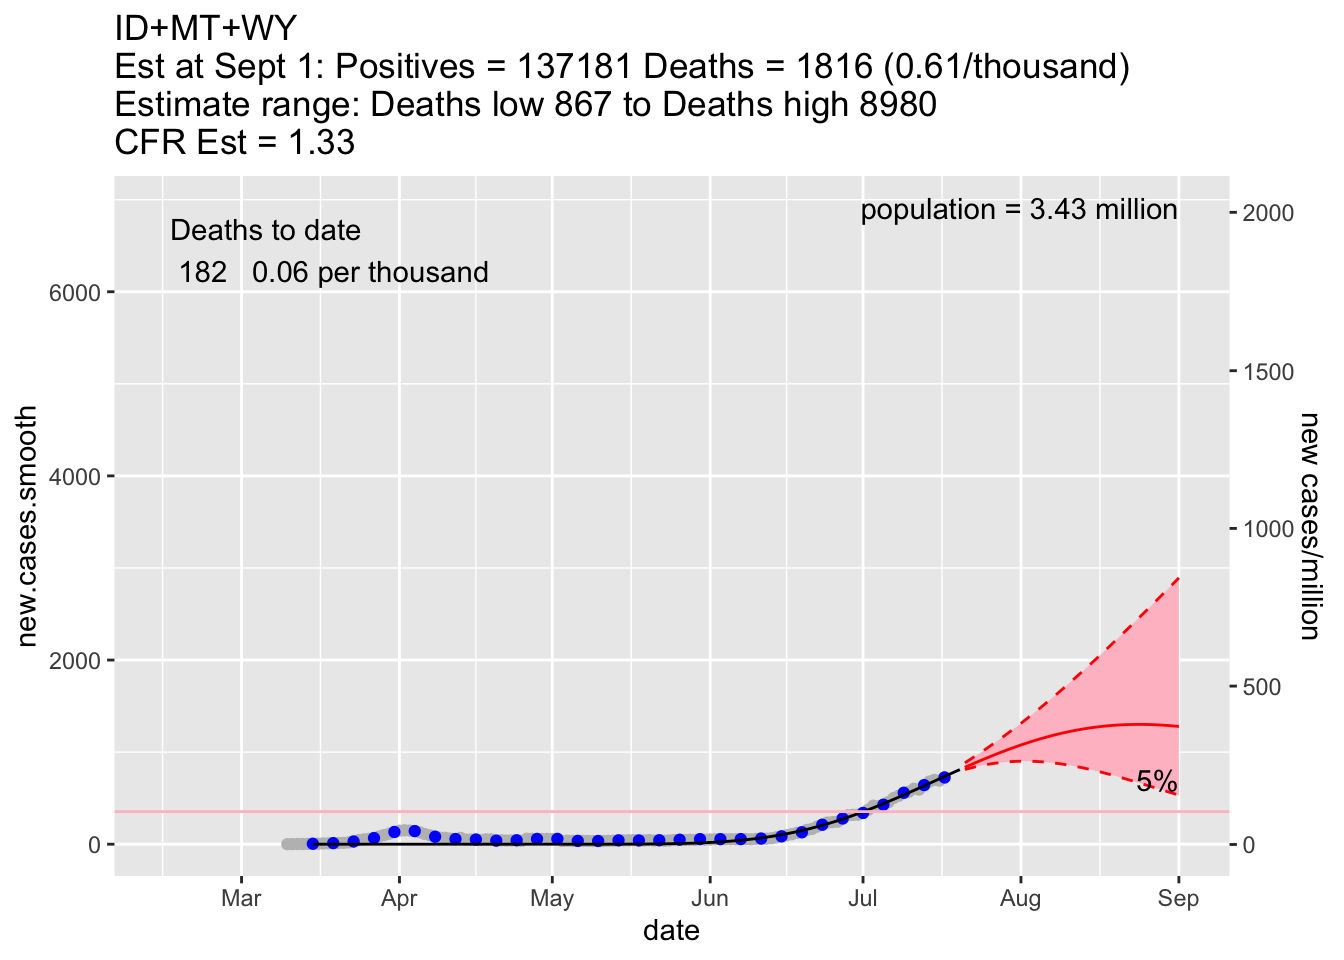 ID+MT+WY
Est at Sept 1: Positives = 137181 Deaths = 1816 (0.61/thousand)
Estimate range: Deaths low 867 to Deaths high 8980
CFR Est = 1.33
population = 3.43 million
Deaths to date
182 0.06 per thousand
6000
4000
2000
0
new.cases.smooth
2000
1500
1000
500
0
new cases/million
5%
Mar Apr May Jun Jul Aug Sep
date